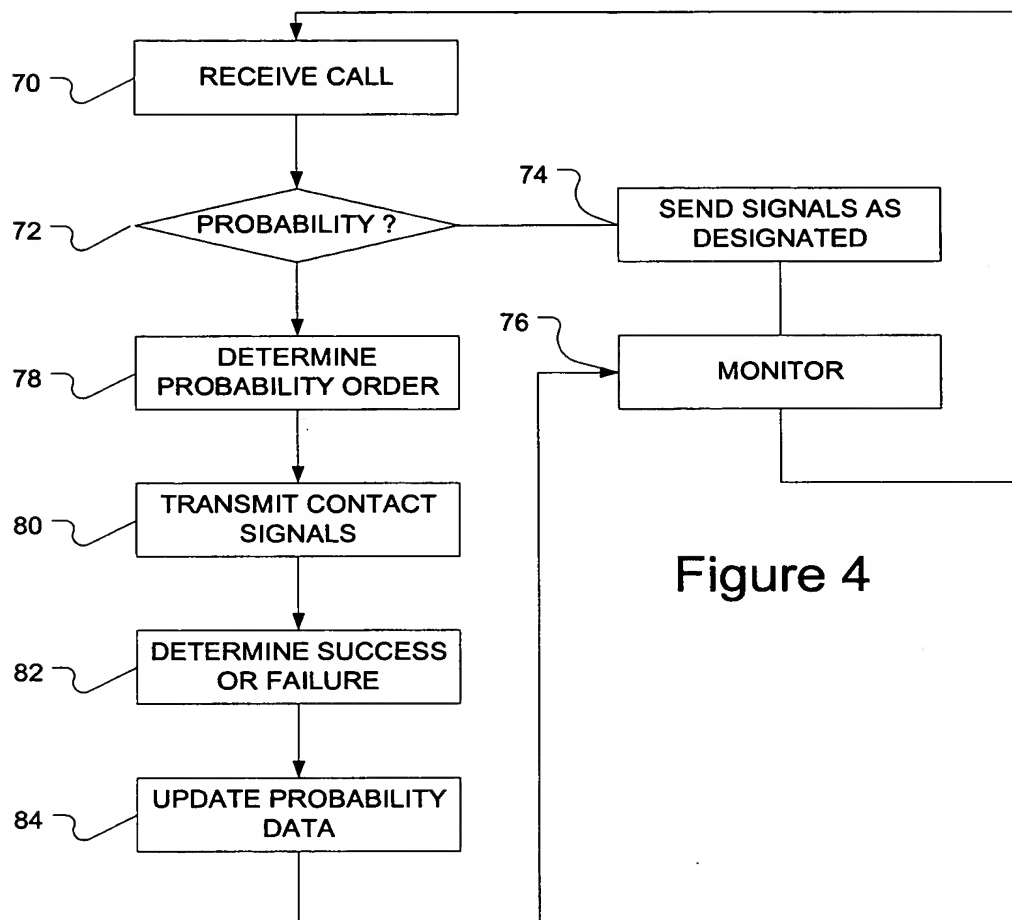 70
RECEIVE CALL
72
PROBABILITY ?
74
SEND SIGNALS AS
DESIGNATED
76
MONITOR
78
DETERMINE
PROBABILITY ORDER
80
TRANSMIT CONTACT
SIGNALS
Figure 4
82
DETERMINE SUCCESS
OR FAILURE
84
UPDATE PROBABILITY
DATA